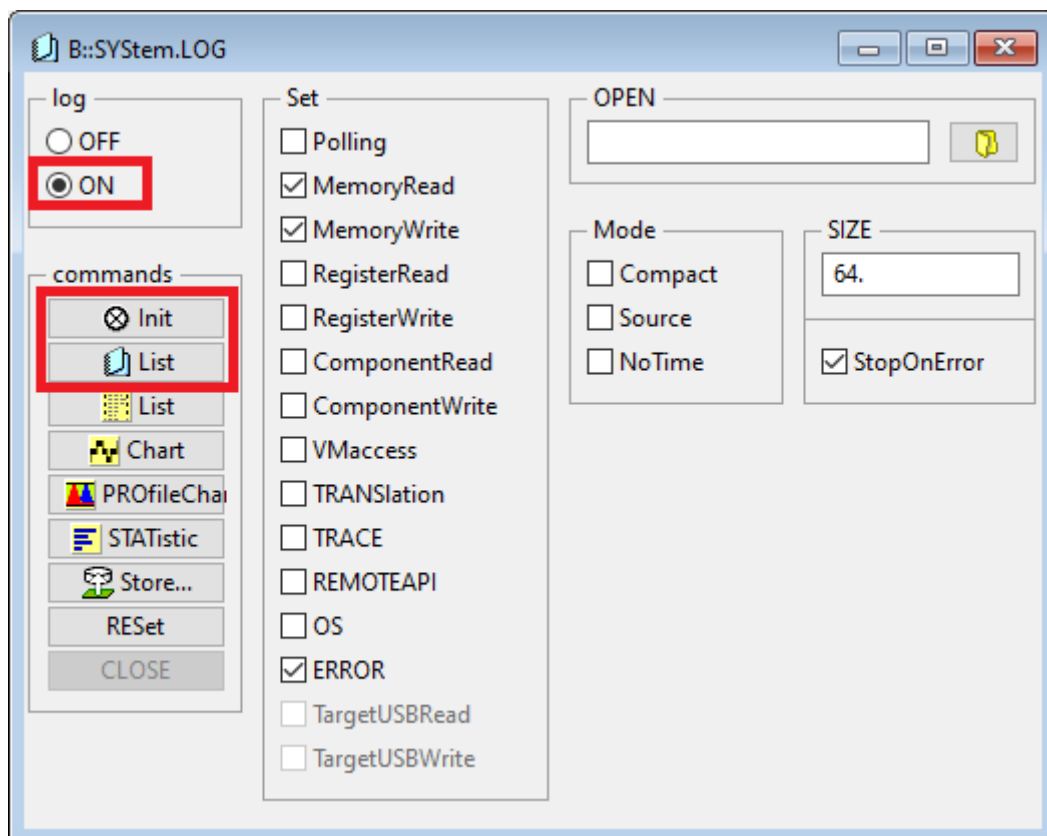 B::SYStem.LOG
log
OFF
ON
commands
Init
List
List
Chart
PROfileChar
STATistic
Store...
RESet
CLOSE
Set
Polling
MemoryRead
MemoryWrite
RegisterRead
RegisterWrite
ComponentRead
ComponentWrite
VMaccess
TRANSlation
TRACE
REMOTEAPI
OS
ERROR
TargetUSBRead
TargetUSBWrite
OPEN
Mode
Compact
Source
NoTime
SIZE
64.
StopOnError